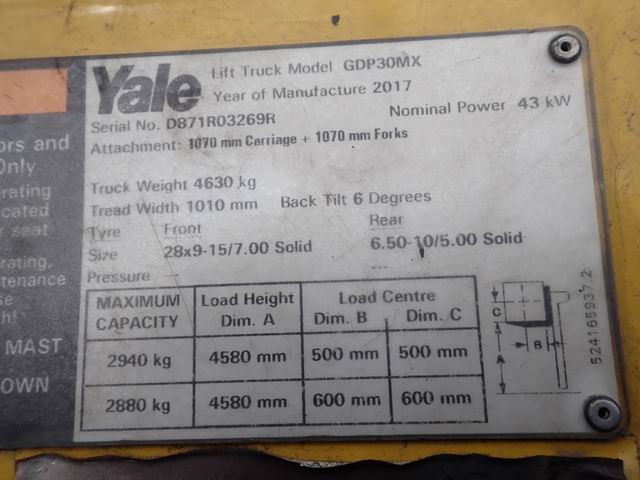 Yale
Lift Truck Model GDP30MX
Year of Manufacture 2017
Serial No. D871R03269R
Nominal Power 43 kW
Attachment: 1070 mm Carriage + 1070 mm Forks
Truck Weight 4630 kg
Tread Width 1010 mm Back Tilt 6 Degrees
Tyre Front Rear
Size 28x9-15/7.00 Solid 6.50-10/5.00 Solid
Pressure — ---
MAXIMUM CAPACITY Load Height Dim. A Load Centre Dim. B Dim. C
2940 kg 4580 mm 500 mm 500 mm
2880 kg 4580 mm 600 mm 600 mm
C
B
A
524165937.2
ors and
Only
rating
cated
r seat
rating,
tenance
se
h!
MAST
OWN